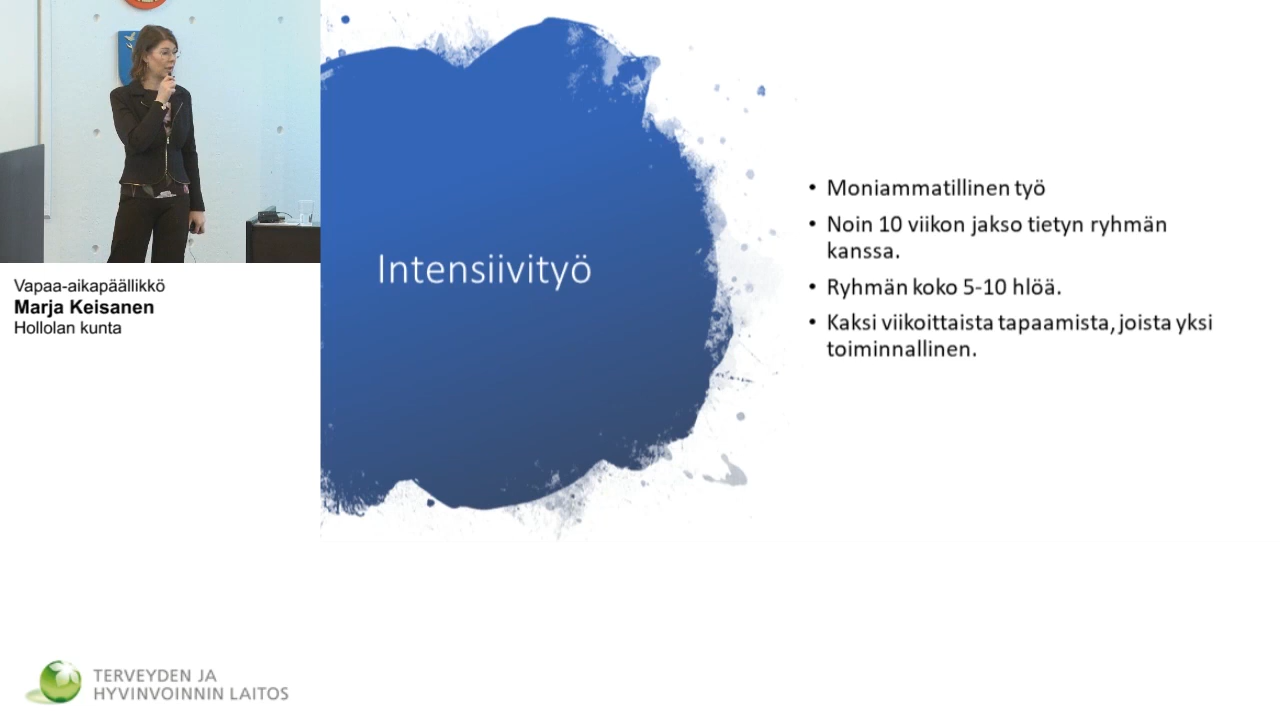 Vapaa-aikapäällikkö
Marja Keisanen
Hollolan kunta
Intensiivityö
• Moniammatillinen työ
• Noin 10 viikon jakso tietyn ryhmän
kanssa.
• Ryhmän koko 5-10 hlöä.
• Kaksi viikoittaista tapaamista, joista yksi
toiminnallinen.
TERVEYDEN JA
HYVINVOINNIN LAITOS